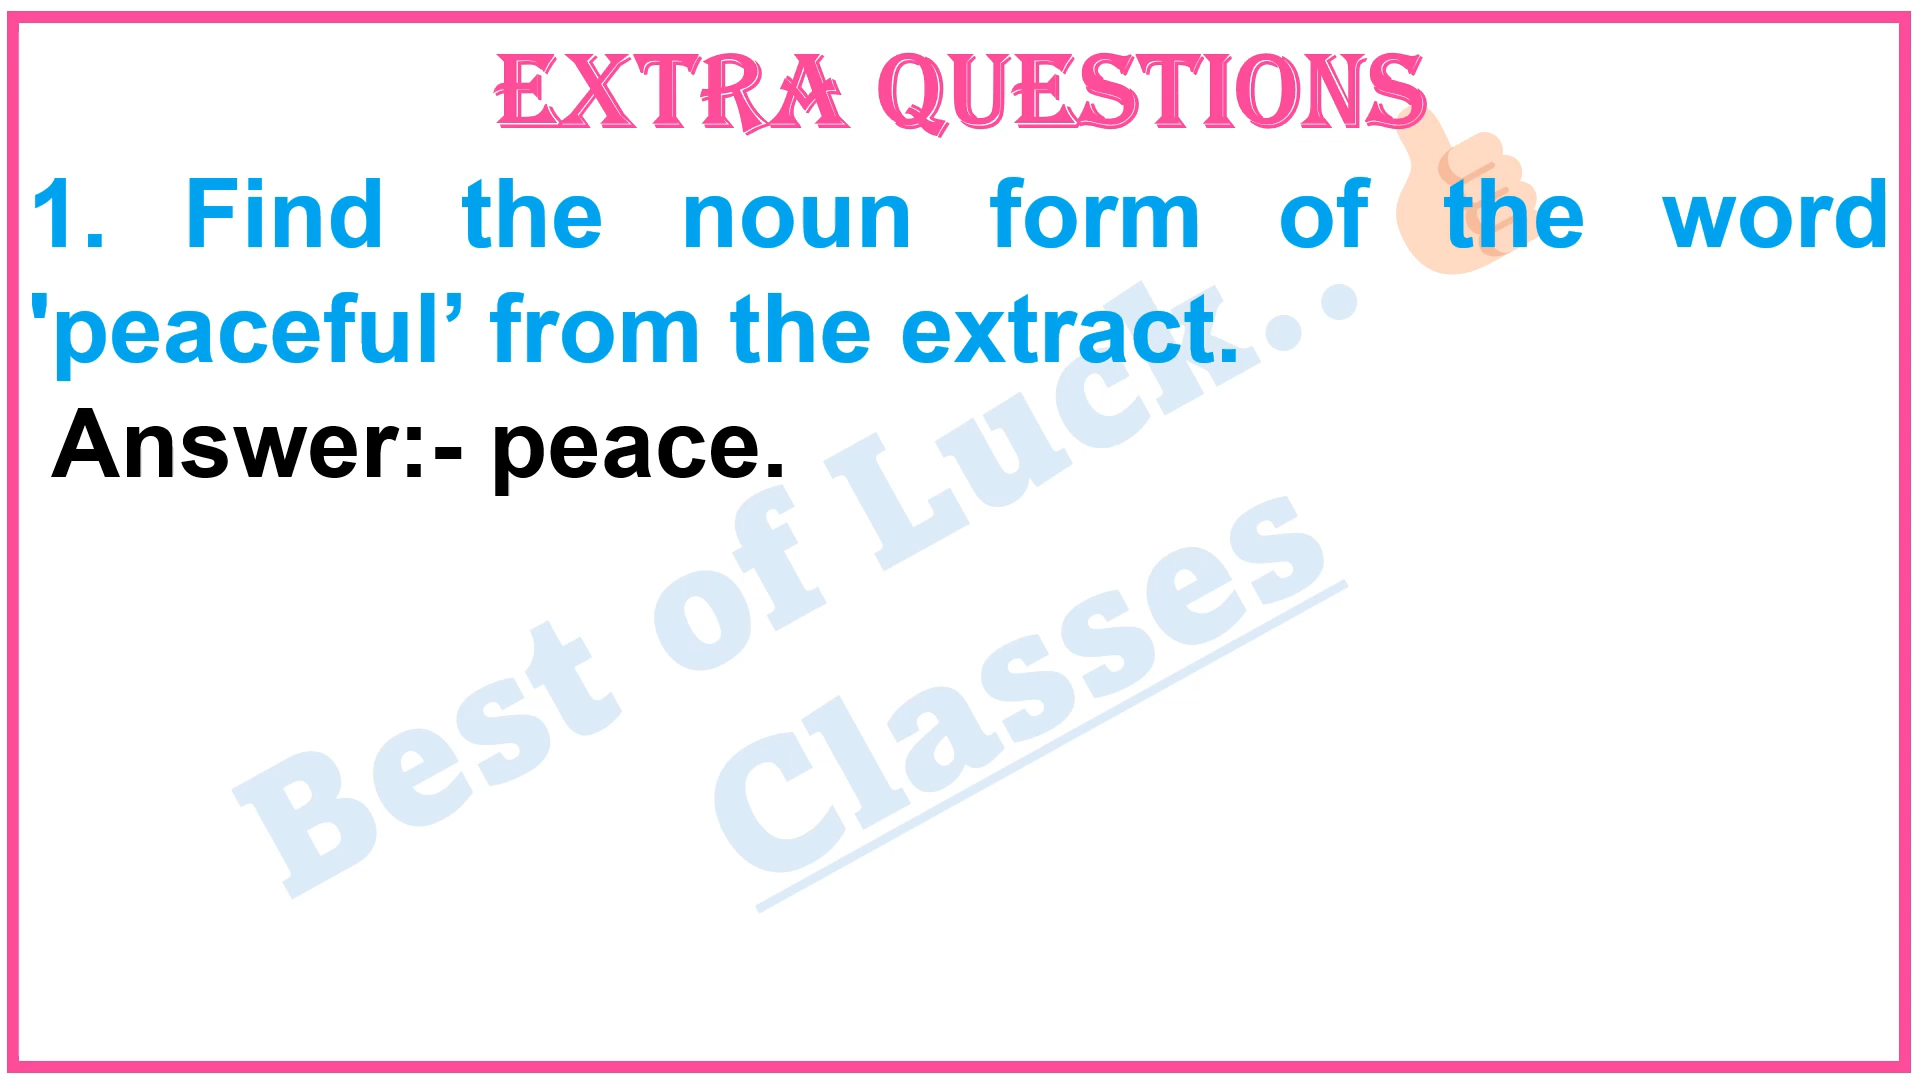 EXTRA QUESTIONS
1. Find the noun form of the word
'peaceful’ from the extract.
Answer:- peace.
Best of Luck...
Classes